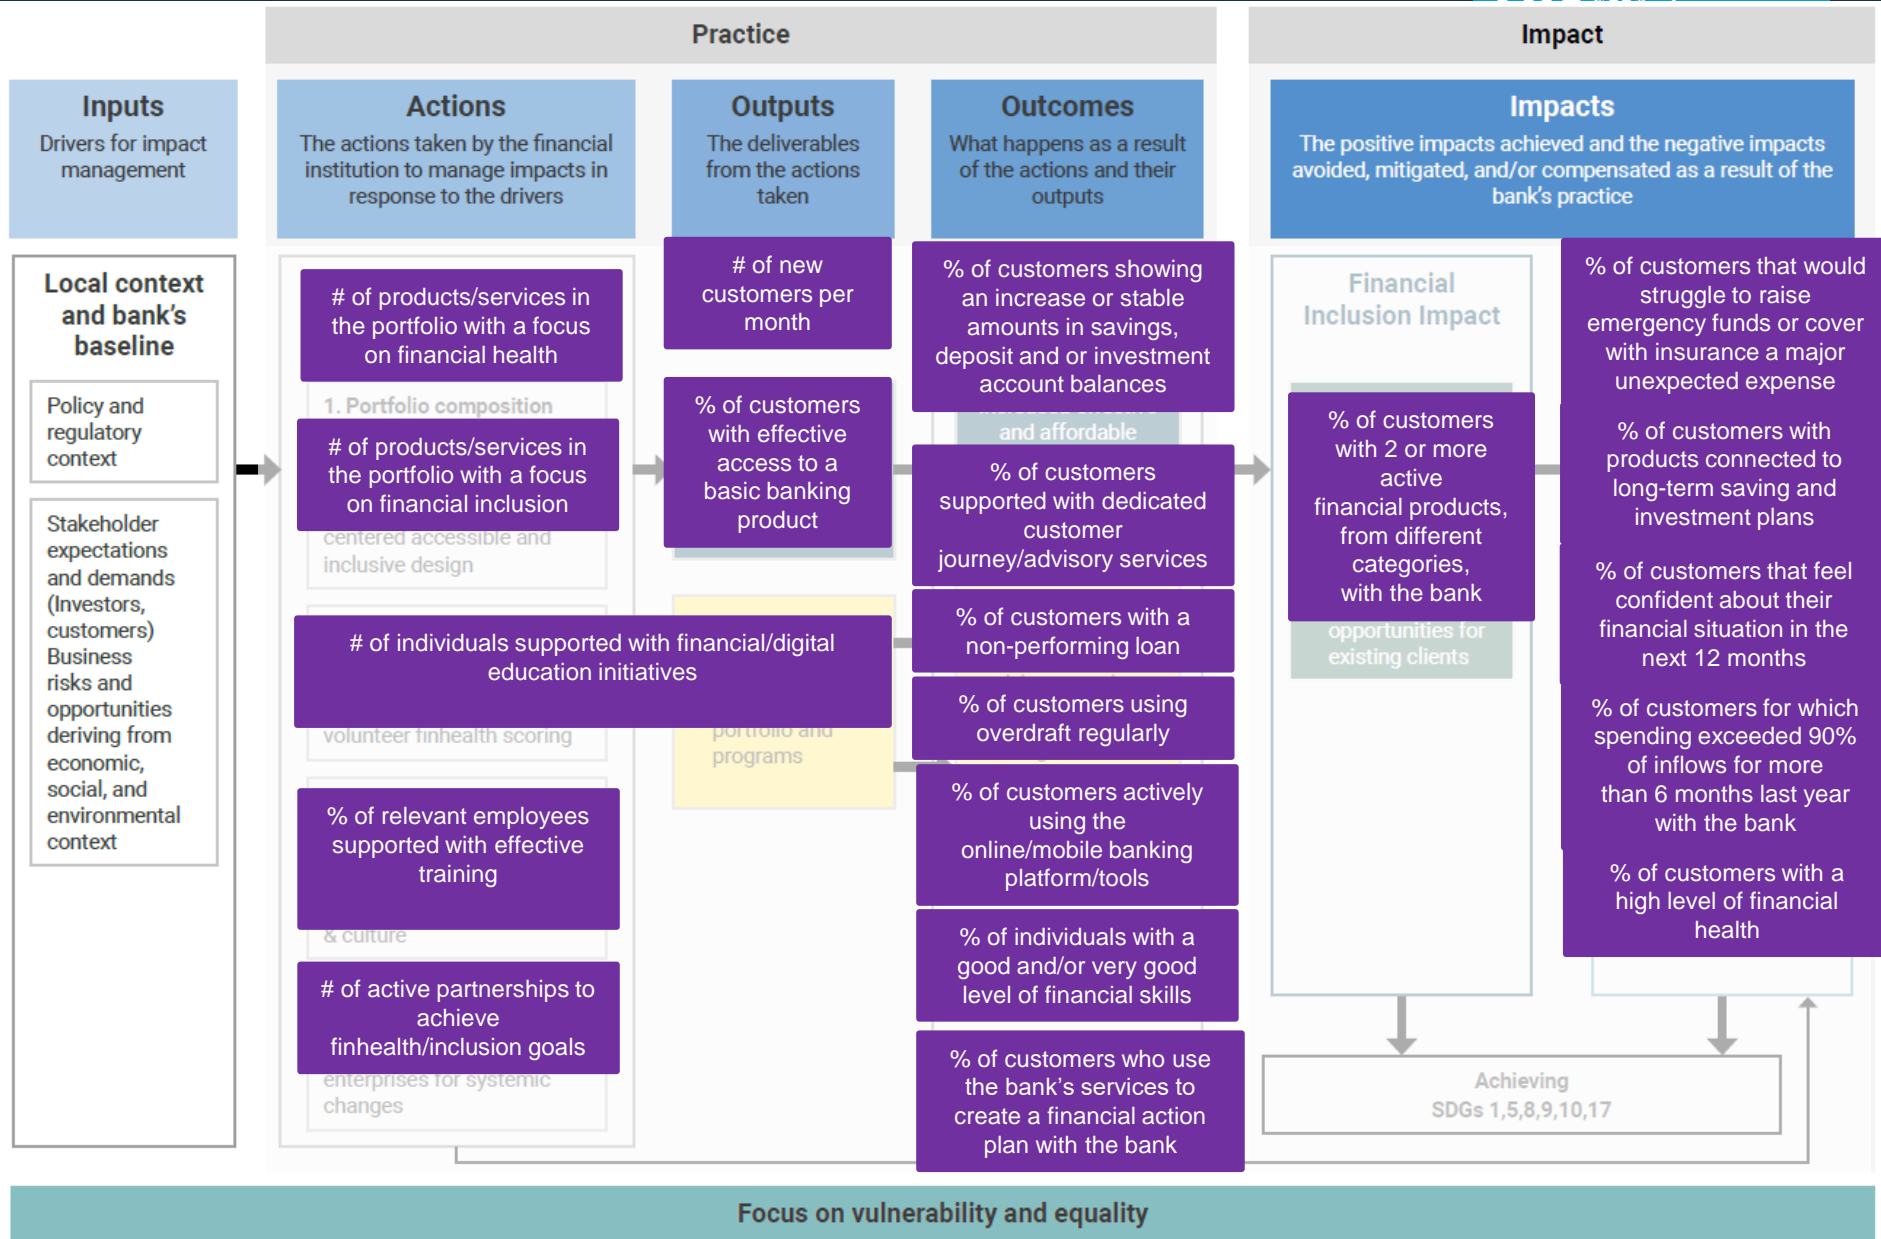 Practice
Impact
Inputs
Drivers for impact
management
Actions
The actions taken by the financial
institution to manage impacts in
response to the drivers
Outputs
The deliverables
from the actions
taken
Outcomes
What happens as a result
of the actions and their
outputs
Impacts
The positive impacts achieved and the negative impacts
avoided, mitigated, and/or compensated as a result of the
bank's practice
Local context
and bank's
baseline
Policy and
regulatory
context
Stakeholder
expectations
and demands
(Investors,
customers)
Business
risks and
opportunities
deriving from
economic,
social, and
environmental
context
# of products/services in
the portfolio with a focus
on financial health
1. Portfolio composition
# of products/services in
the portfolio with a focus
on financial inclusion
centered accessible and
inclusive design
# of individuals supported with financial/digital
education initiatives
volunteer finhealth scoring
% of relevant employees
supported with effective
training
& culture
# of active partnerships to
achieve
finhealth/inclusion goals
enterprises for systemic
changes
# of new
customers per
month
% of customers
with effective
access to a
basic banking
product
portfolio and
programs
% of customers showing
an increase or stable
amounts in savings,
deposit and or investment
account balances
and affordable
% of customers
supported with dedicated
customer
journey/advisory services
% of customers with a
non-performing loan
% of customers using
overdraft regularly
% of customers actively
using the
online/mobile banking
platform/tools
% of individuals with a
good and/or very good
level of financial skills
% of customers who use
the bank's services to
create a financial action
plan with the bank
Financial
Inclusion Impact
% of customers
with 2 or more
active
financial products,
from different
categories,
with the bank
opportunities for
existing clients
% of customers that would
struggle to raise
emergency funds or cover
with insurance a major
unexpected expense
% of customers with
products connected to
long-term saving and
investment plans
% of customers that feel
confident about their
financial situation in the
next 12 months
% of customers for which
spending exceeded 90%
of inflows for more
than 6 months last year
with the bank
% of customers with a
high level of financial
health
Achieving
SDGs 1,5,8,9,10,17
Focus on vulnerability and equality